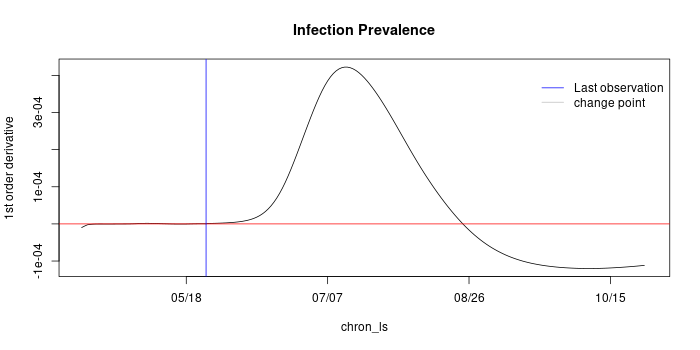 Infection Prevalence
1st order derivative
3e-04
1e-04
-1e-04
Last observation
change point
05/18
07/07
08/26
10/15
chron_ls